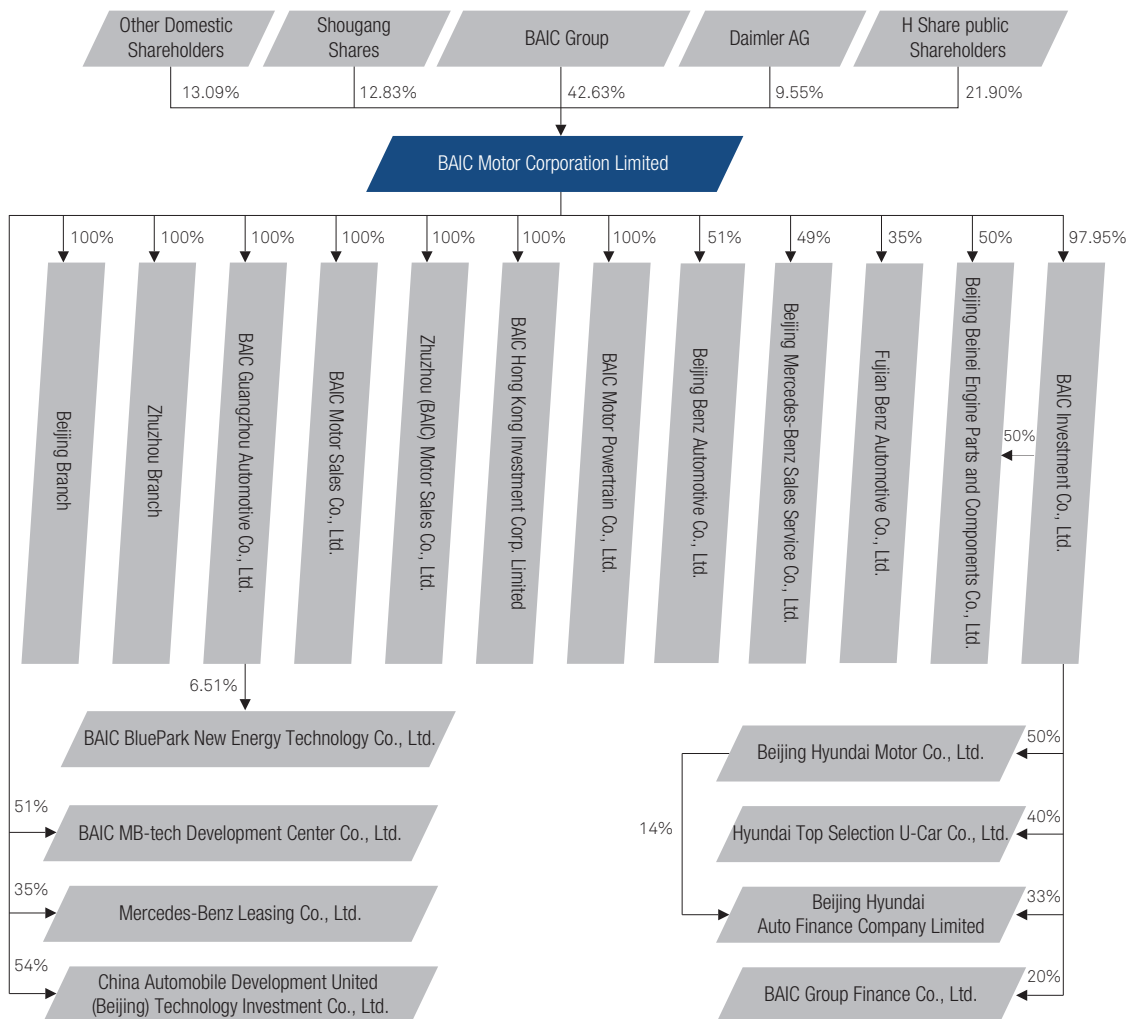 Other Domestic
Shareholders
Shougang
Shares
BAIC Group
Daimler AG
H Share public
Shareholders
13.09%
12.83%
42.63%
9.55%
21.90%
BAIC Motor Corporation Limited
100%
100%
100%
100%
100%
100%
100%
51%
49%
35%
50%
97.95%
Beijing Branch
Zhuzhou Branch
BAIC Guangzhou Automotive Co., Ltd.
BAIC Motor Sales Co., Ltd.
Zhuzhou (BAIC) Motor Sales Co., Ltd.
BAIC Hong Kong Investment Corp. Limited
BAIC Motor Powertrain Co., Ltd.
Beijing Benz Automotive Co., Ltd.
Beijing Mercedes-Benz Sales Service Co., Ltd.
Fujian Benz Automotive Co., Ltd.
Beijing Beinei Engine Parts and Components Co., Ltd.
50%
BAIC Investment Co., Ltd.
6.51%
BAIC BluePark New Energy Technology Co., Ltd.
51%
BAIC MB-tech Development Center Co., Ltd.
35%
Mercedes-Benz Leasing Co., Ltd.
54%
China Automobile Development United
(Beijing) Technology Investment Co., Ltd.
50%
Beijing Hyundai Motor Co., Ltd.
14%
40%
Hyundai Top Selection U-Car Co., Ltd.
33%
Beijing Hyundai
Auto Finance Company Limited
20%
BAIC Group Finance Co., Ltd.